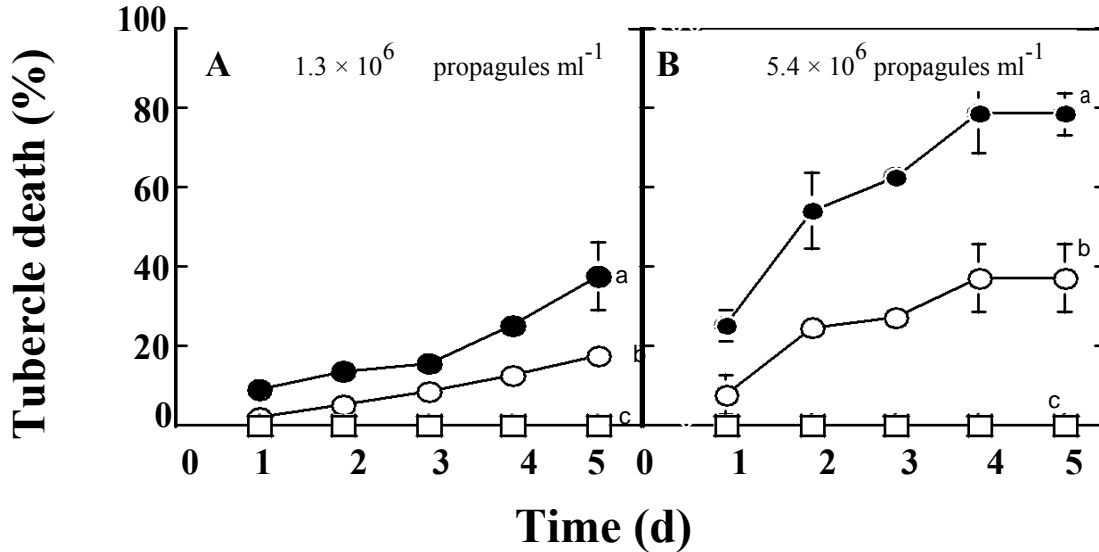 Tubercle death (%)
100
80
60
40
20
0
A 1.3 × 10^6 propagules ml^-1
a
b
c
B 5.4 × 10^6 propagules ml^-1
a
b
c
0 1 2 3 4 5
0 1 2 3 4 5
Time (d)